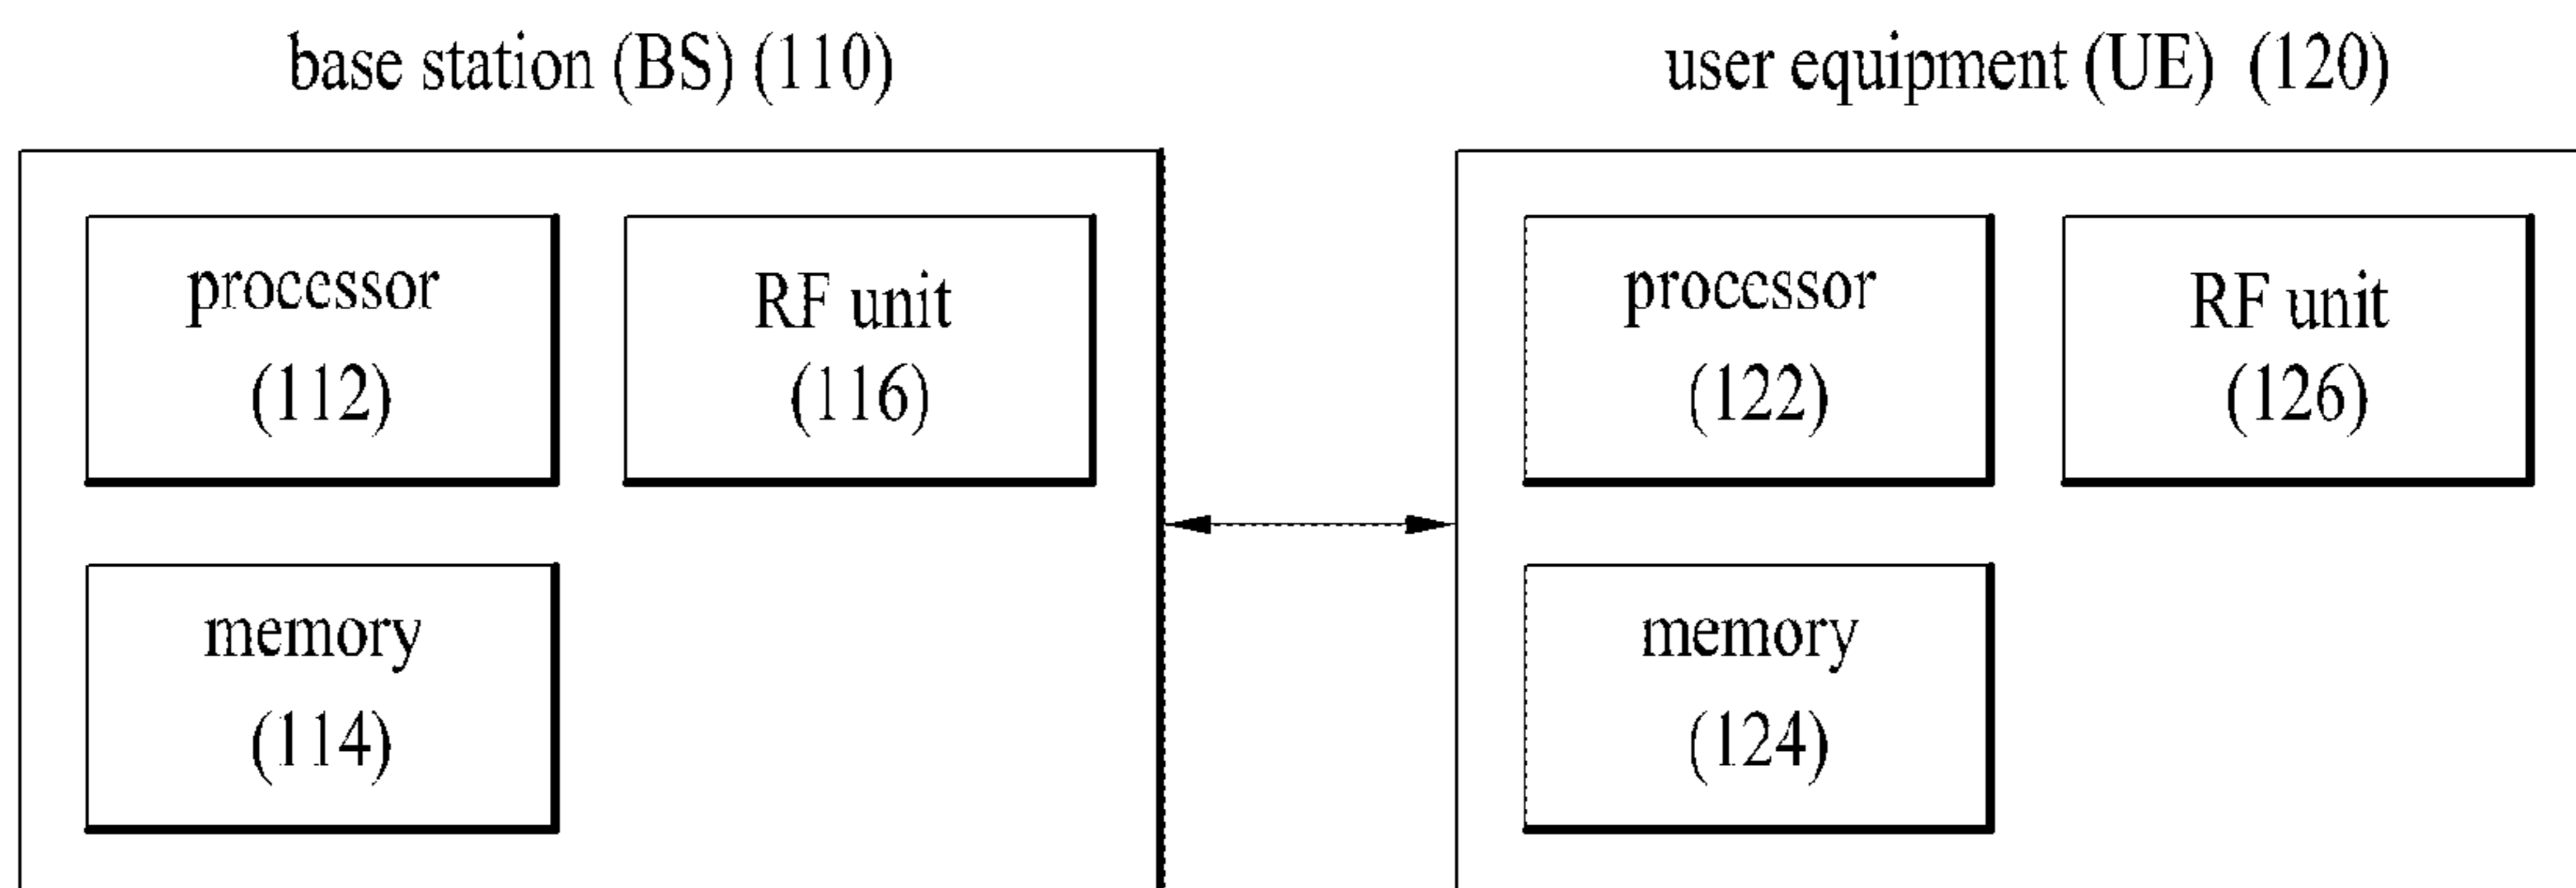 base station (BS) (110)
user equipment (UE) (120)
processor
(112)
RF unit
(116)
memory
(114)
processor
(122)
RF unit
(126)
memory
(124)